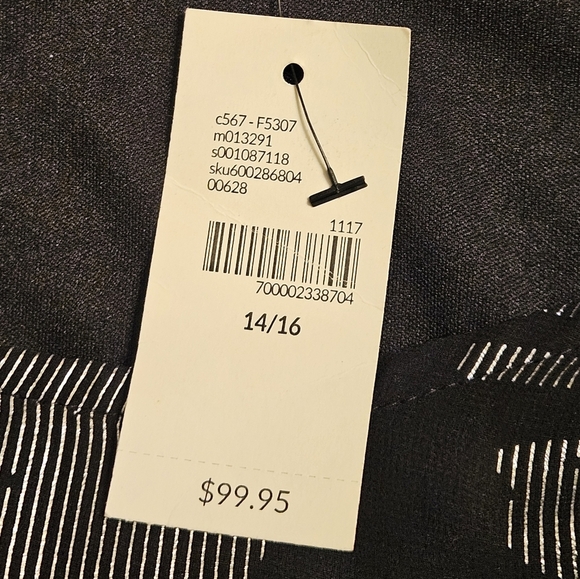 c567 - F5307
m013291
s001087118
sku600286804
00628
1117
700002338704
14/16
$99.95